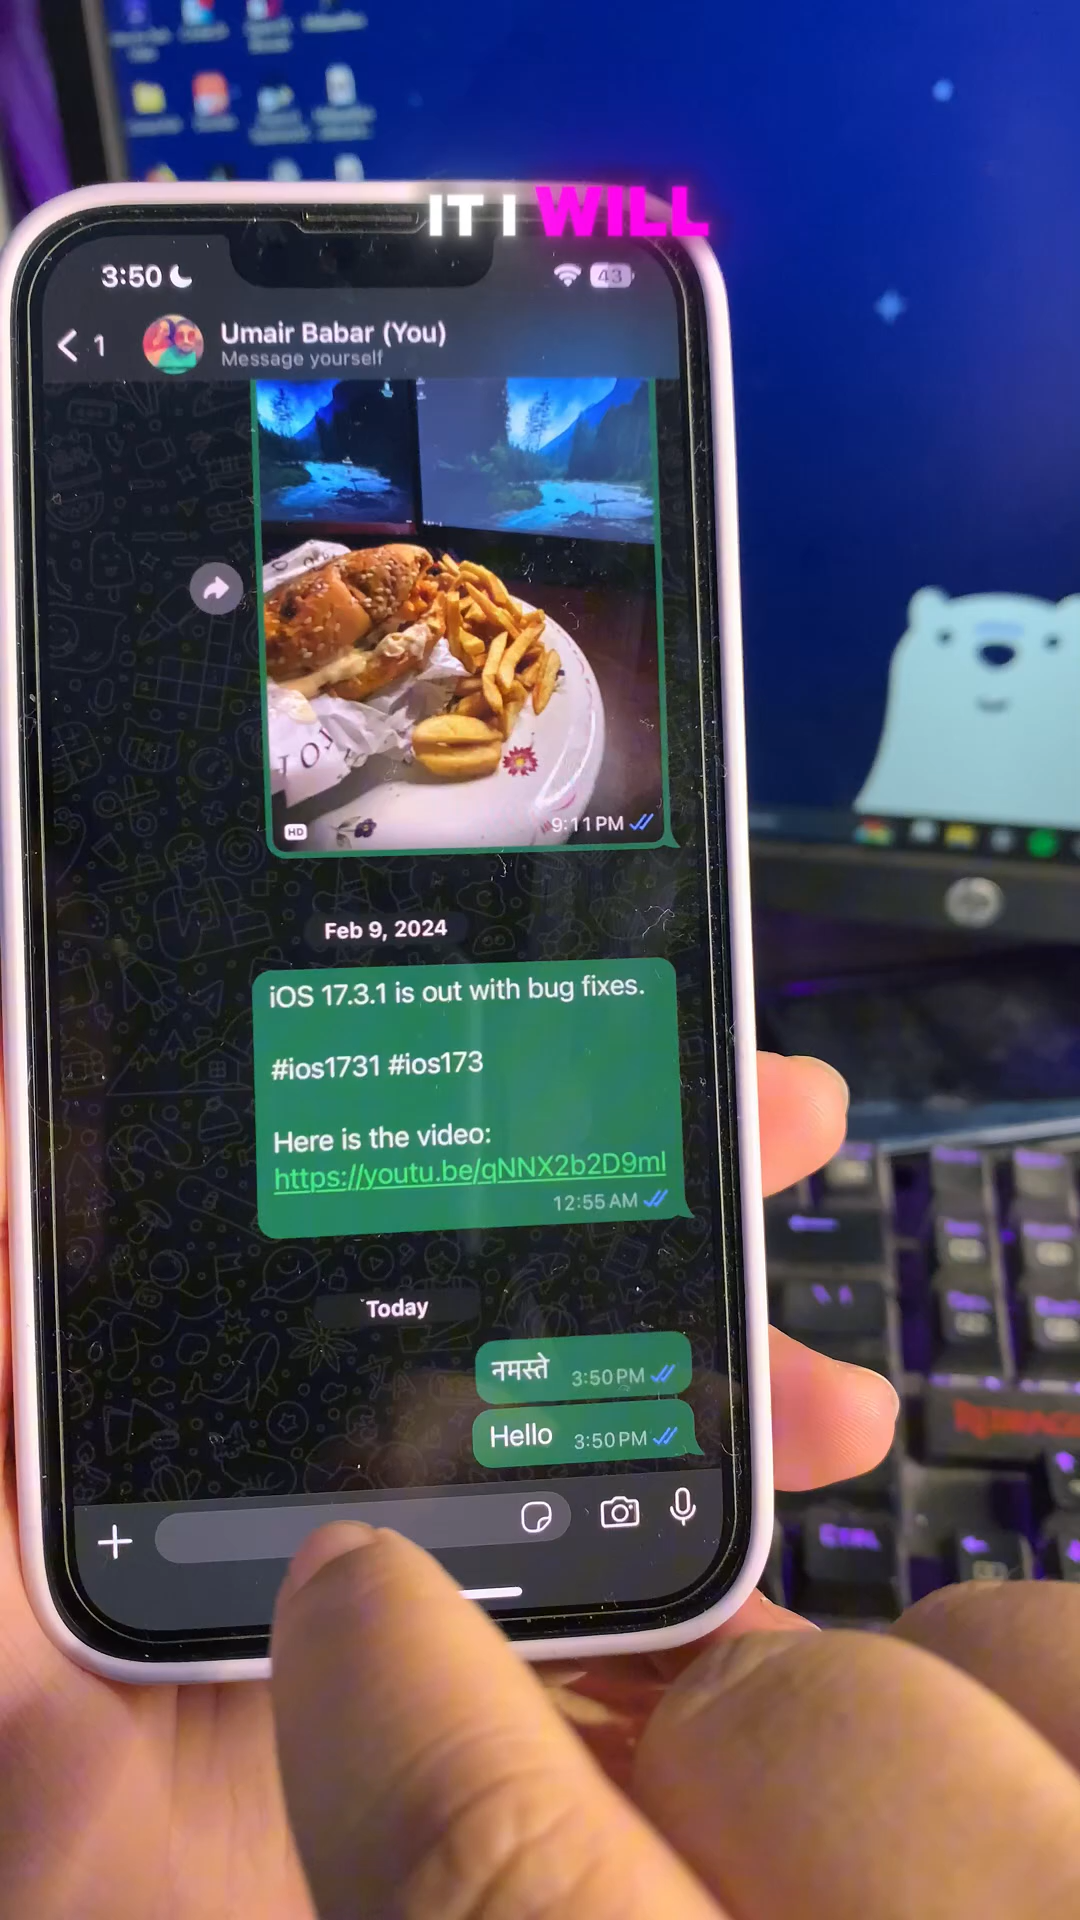 IT I WILL
3:50
43
1
Umair Babar (You)
Message yourself
HD
9:11 PM
Feb 9, 2024
iOS 17.3.1 is out with bug fixes.
#ios1731 #ios173
Here is the video:
https://youtu.be/qNNX2b2D9mI
12:55 AM
Today
नमस्ते 3:50 PM
Hello 3:50 PM